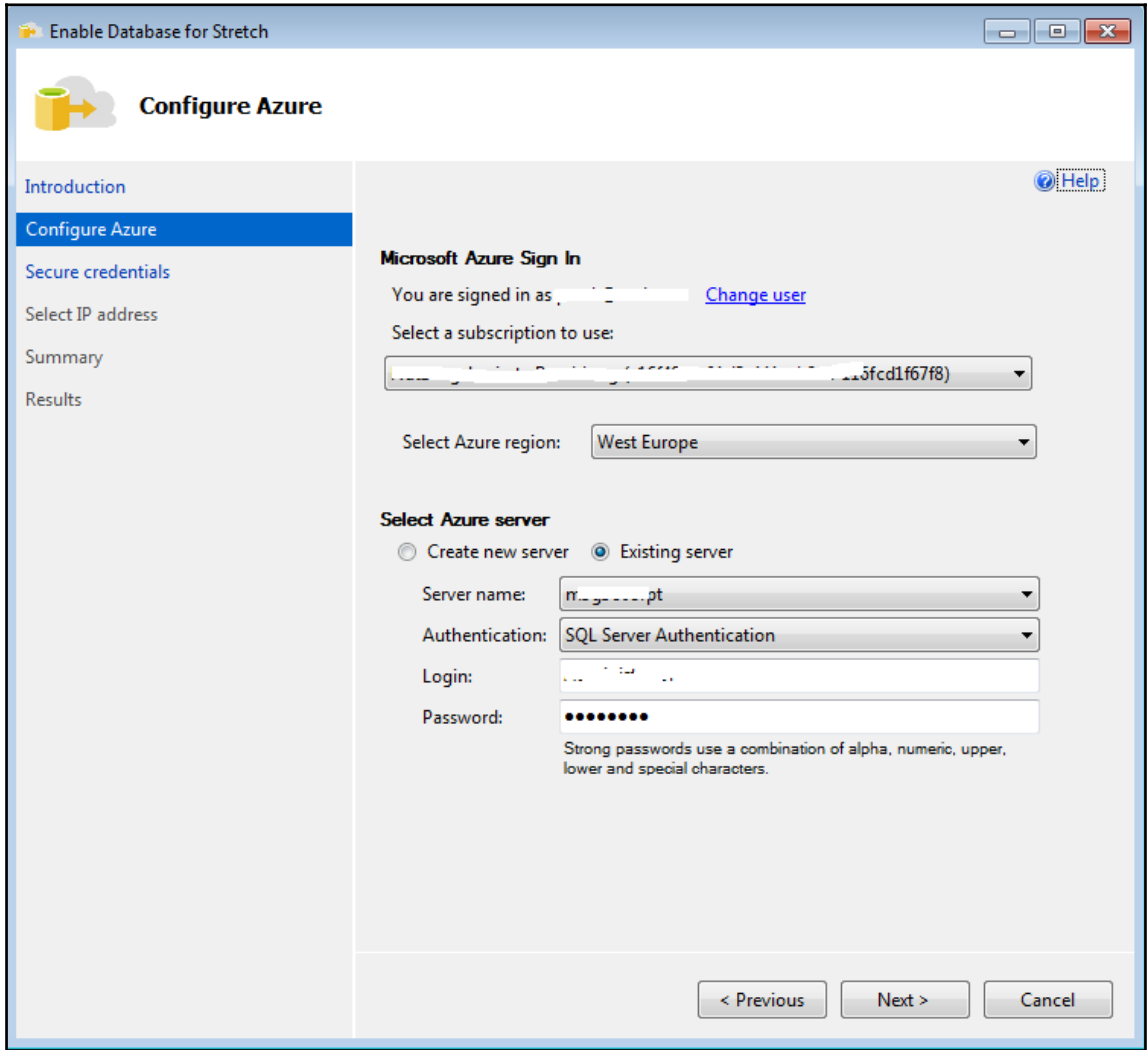 Enable Database for Stretch
Configure Azure
Introduction
Configure Azure
Secure credentials
Select IP address
Summary
Results
Help
Microsoft Azure Sign In
You are signed in as Change user
Select a subscription to use:
Select Azure region: West Europe
Select Azure server
Create new server Existing server
Server name:
Authentication: SQL Server Authentication
Login:
Password: ●●●●●●●●
Strong passwords use a combination of alpha, numeric, upper,
lower and special characters.
< Previous Next > Cancel